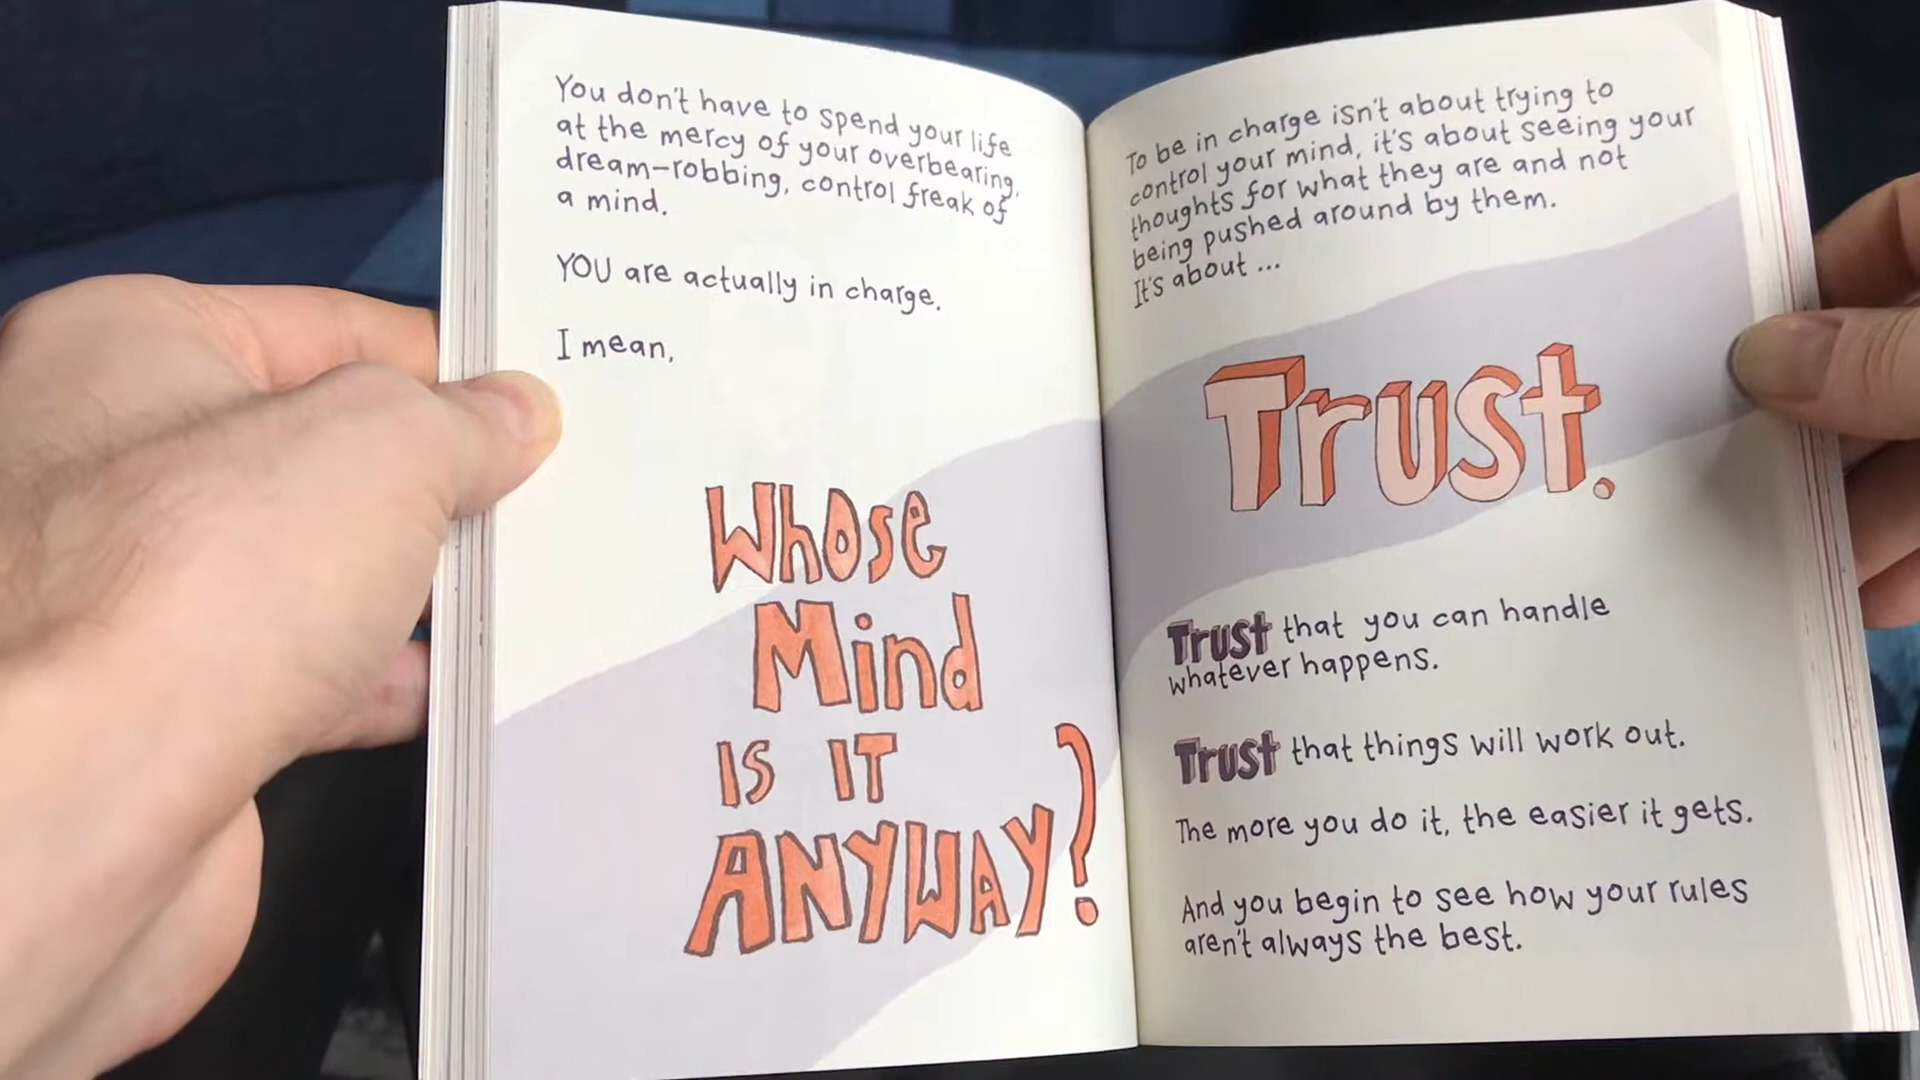 You don't have to spend your life
at the mercy of your overbearing,
dream-robbing, control freak of
a mind.
YOU are actually in charge.
I mean,
Whose
Mind
IS IT
ANYWAY?
To be in charge isn't about trying to
control your mind, it's about seeing your
thoughts for what they are and not
being pushed around by them.
It's about ...
Trust.
Trust that you can handle
whatever happens.
Trust that things will work out.
The more you do it, the easier it gets.
And you begin to see how your rules
aren't always the best.